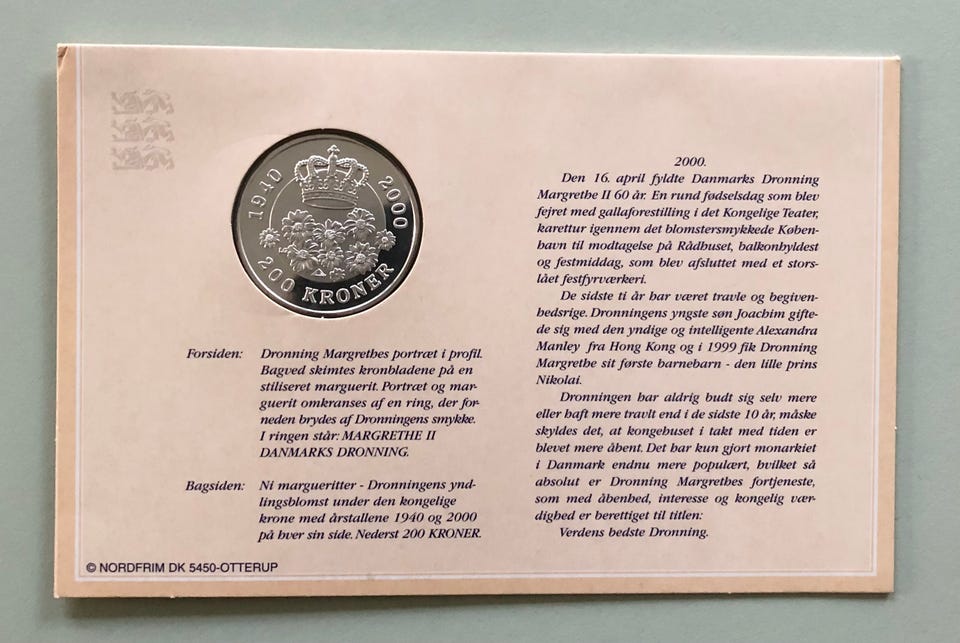 1940 2000
200 KRONER
Forsiden: Dronning Margrethes portræt i profil.
Bagved skimtes kronbladene på en
stiliseret marguerit. Portræt og mar-
guerit omkranses af en ring, der for-
neden brydes af Dronningens smykke.
I ringen står: MARGRETHE II
DANMARKS DRONNING.
Bagsiden: Ni margueritter - Dronningens ynd-
lingsblomst under den kongelige
krone med årstallene 1940 og 2000
på hver sin side. Nederst 200 KRONER.
© NORDFRIM DK 5450-OTTERUP
2000.
Den 16. april fyldte Danmarks Dronning
Margrethe II 60 år. En rund fødselsdag som blev
fejret med gallaforestilling i det Kongelige Teater,
karettur igennem det blomstersmykkede Køben-
havn til modtagelse på Rådhuset, balkonhyldest
og festmiddag, som blev afsluttet med et stors-
lået festfyrværkeri.
De sidste ti år har været travle og begiven-
hedsrige. Dronningens yngste søn Joachim gifte-
de sig med den yndige og intelligente Alexandra
Manley fra Hong Kong og i 1999 fik Dronning
Margrethe sit første barnebarn - den lille prins
Nikolai.
Dronningen har aldrig budt sig selv mere
eller haft mere travlt end i de sidste 10 år, måske
skyldes det, at kongehuset i takt med tiden er
blevet mere åbent. Det har kun gjort monarkiet
i Danmark endnu mere populært, hvilket så
absolut er Dronning Margrethes fortjeneste,
som med åbenhed, interesse og kongelig vær-
dighed er berettiget til titlen:
Verdens bedste Dronning.